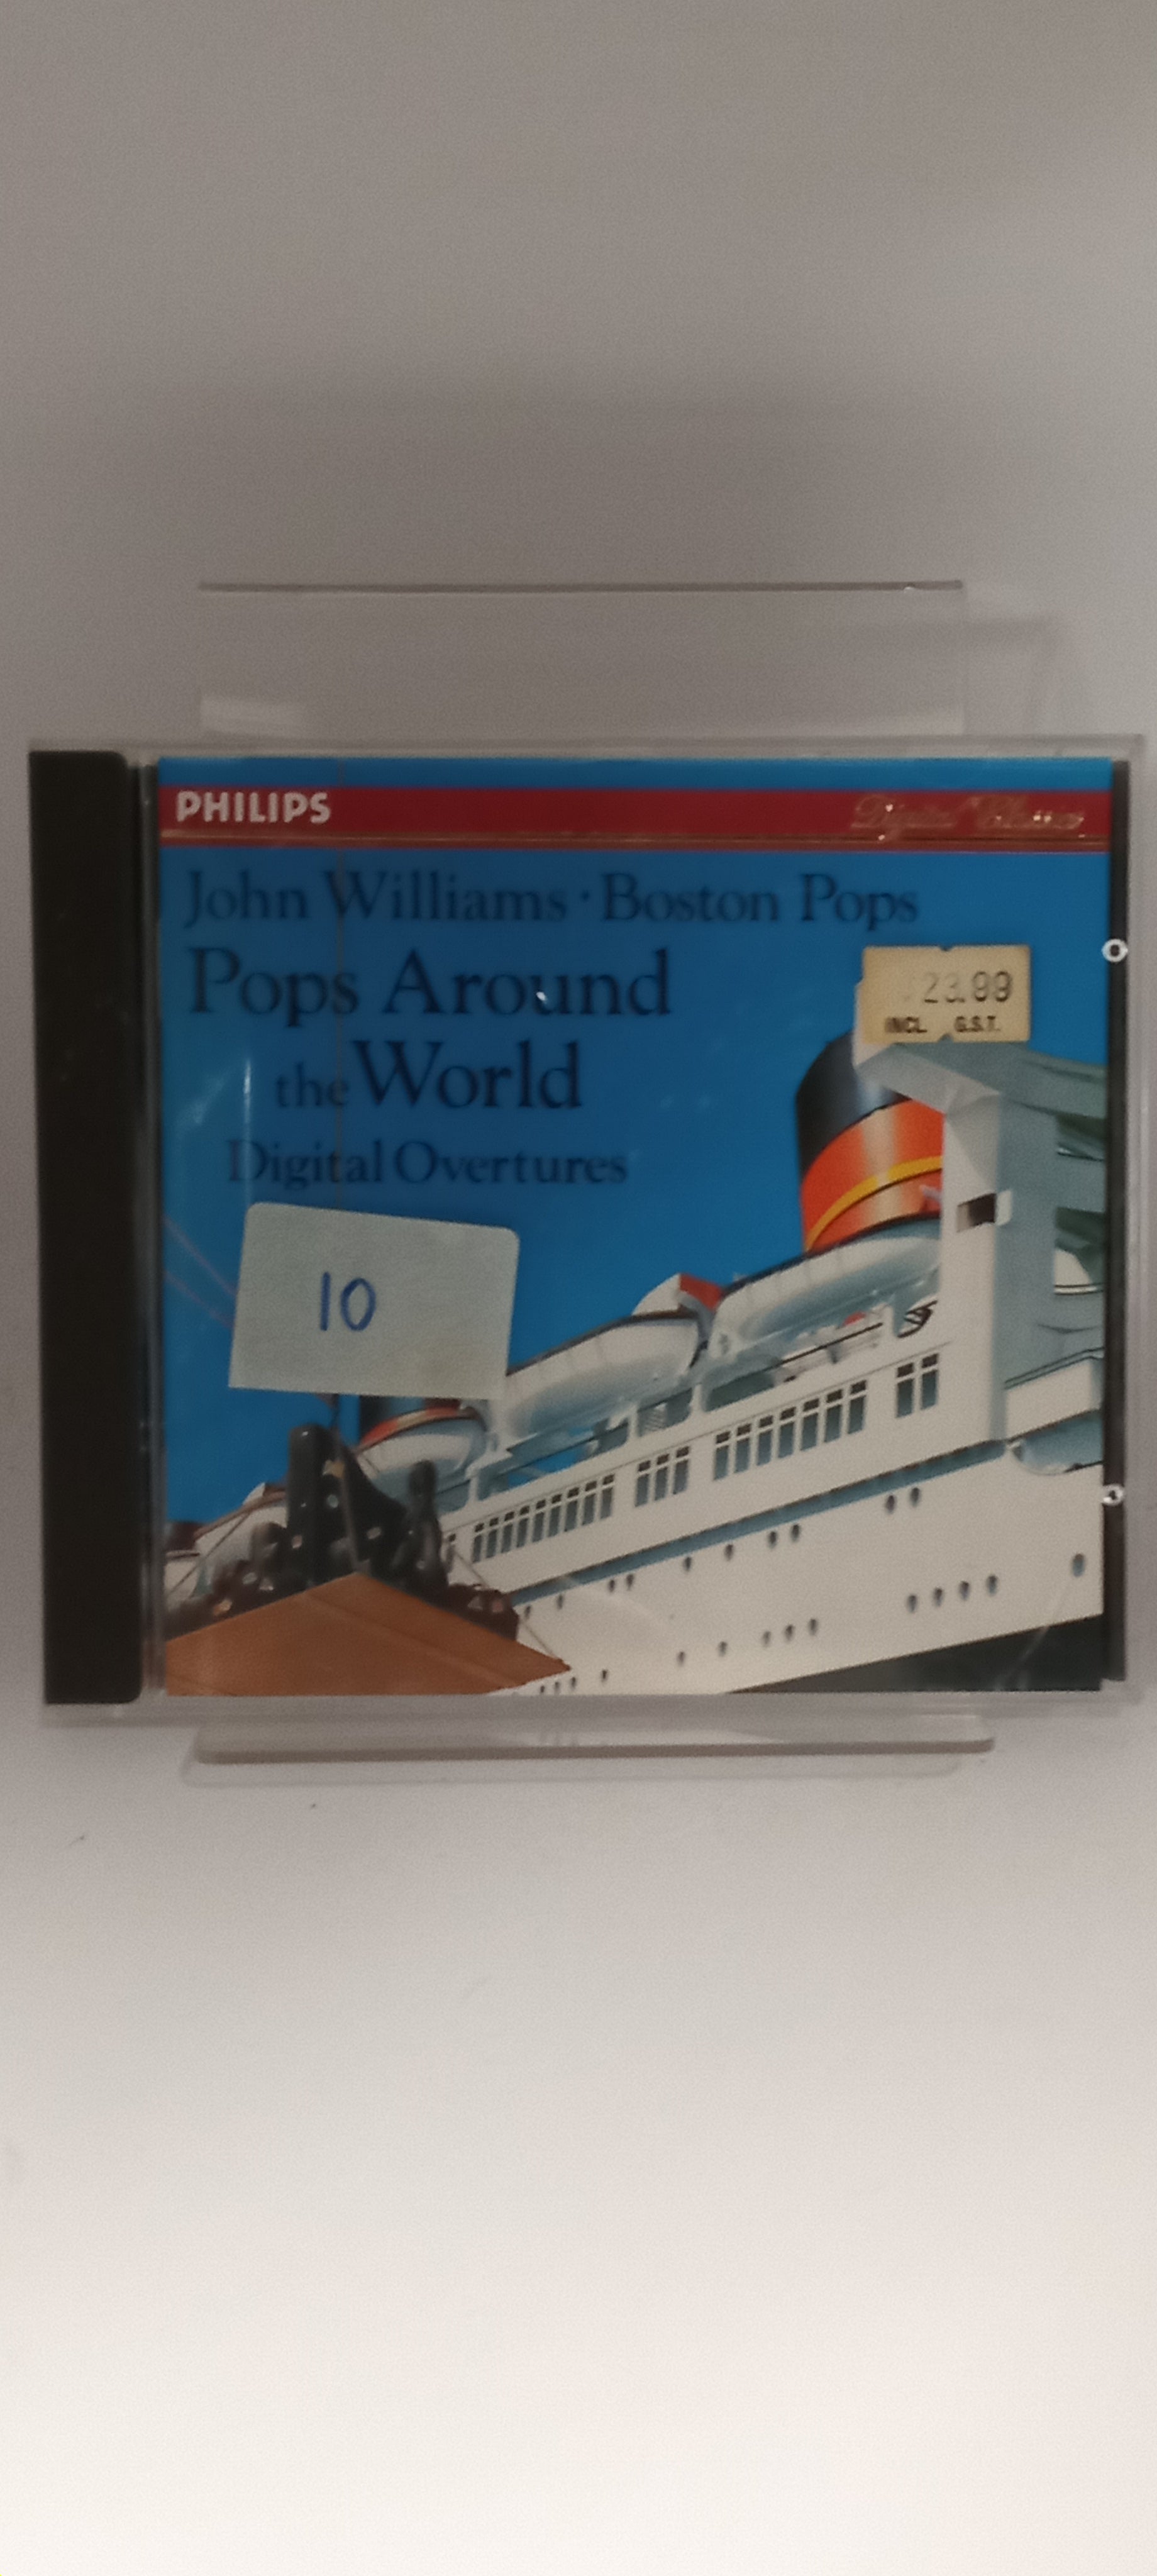 PHILIPS
Digital Classics
John Williams · Boston Pops
Pops Around
the World
Digital Overtures
23.99
INCL. G.S.T.
10